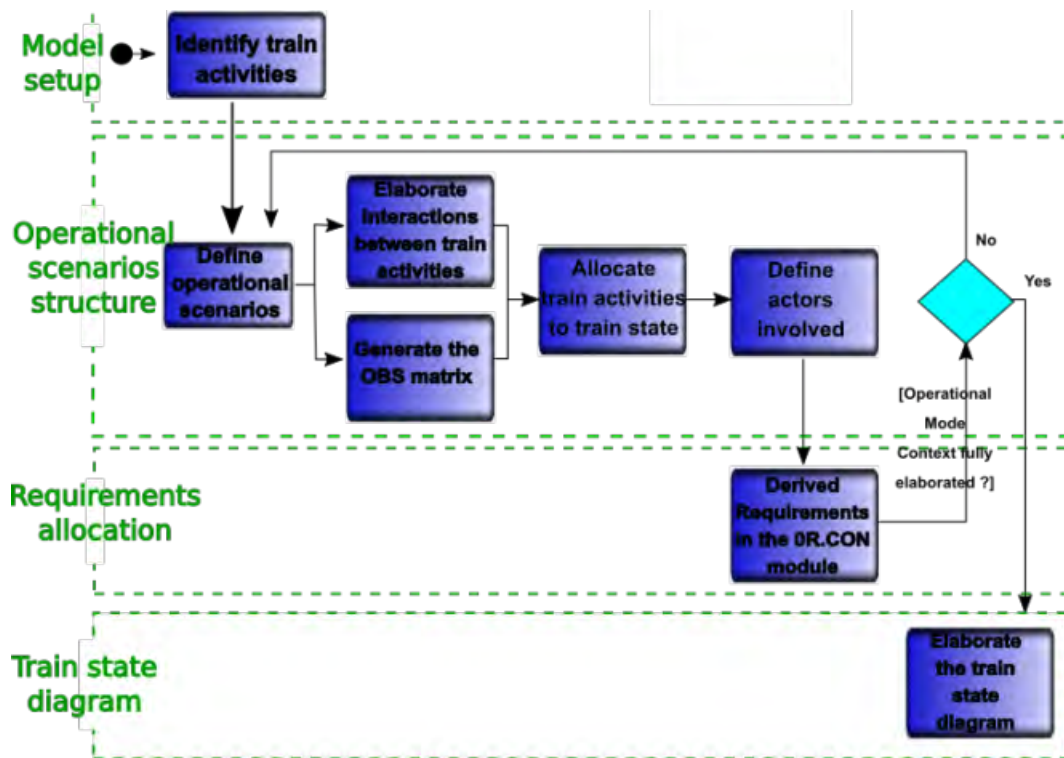 Model
setup
Identify train
activities
Operational
scenarios
structure
Define
operational
scenarios
Elaborate
Interactions
between train
activities
Generate the
OBS matrix
Allocate
train activities
to train state
Define
actors
involved
No
Yes
[Operational
Mode
Context fully
elaborated ?]
Requirements
allocation
Derived
Requirements
in the 0R.CON
module
Train state
diagram
Elaborate
the train
state
diagram